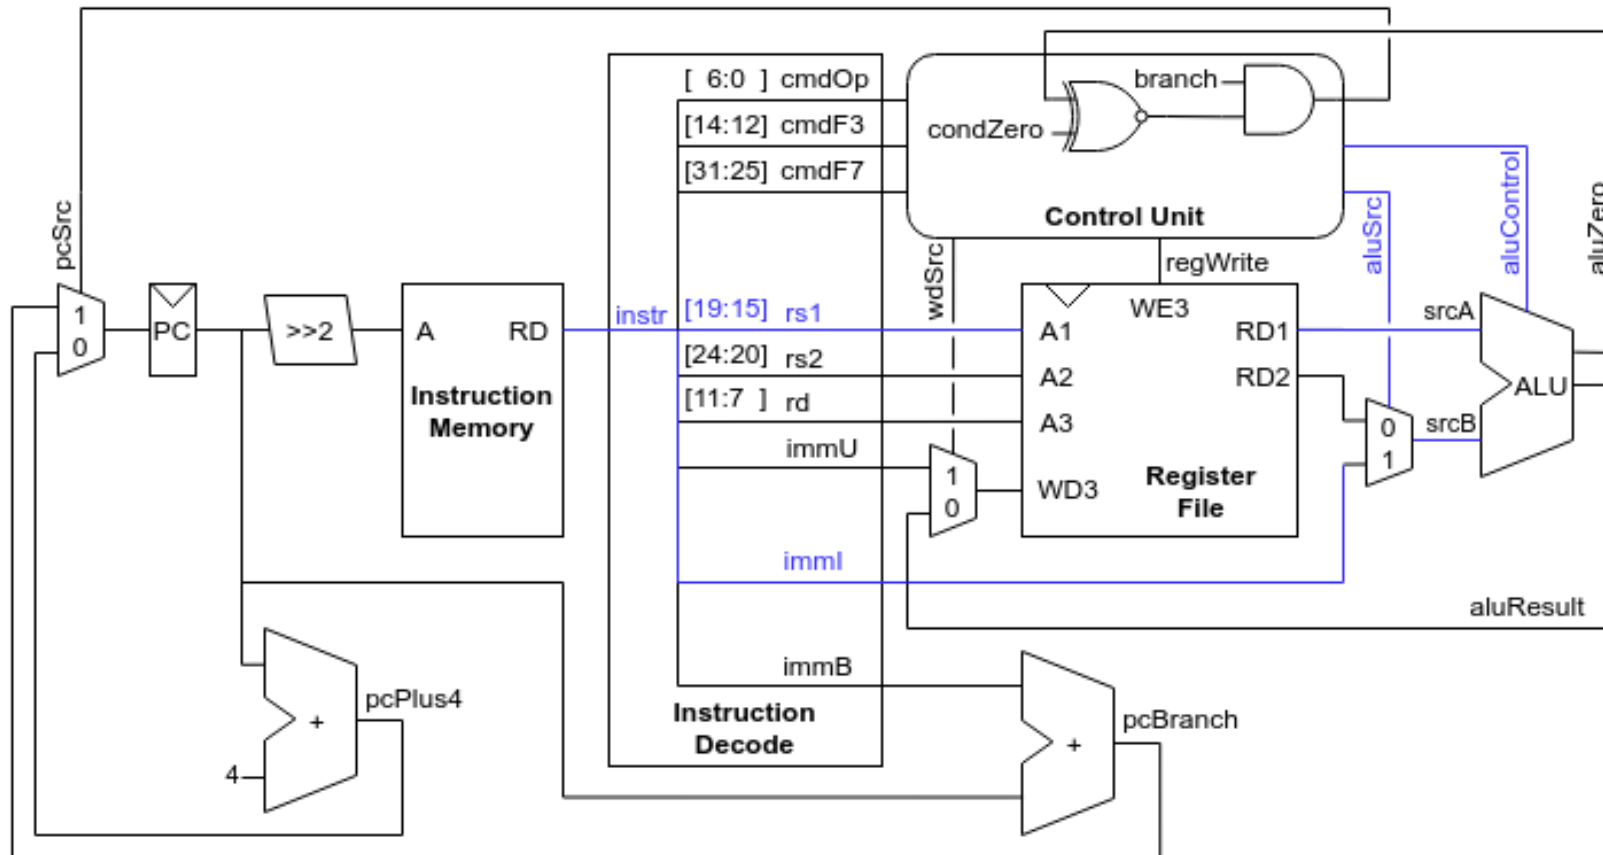 [ 6:0 ] cmdOp
[14:12] cmdF3
[31:25] cmdF7
branch
condZero
Control Unit
pcSrc
1
0
PC
>>2
A
RD
Instruction
Memory
instr
[19:15] rs1
[24:20] rs2
[11:7 ] rd
immU
immI
immB
Instruction
Decode
wdSrc
regWrite
1
0
WE3
A1
A2
A3
WD3
RD1
RD2
Register
File
aluSrc
aluControl
aluZero
srcA
srcB
0
1
ALU
aluResult
4
+
pcPlus4
+
pcBranch